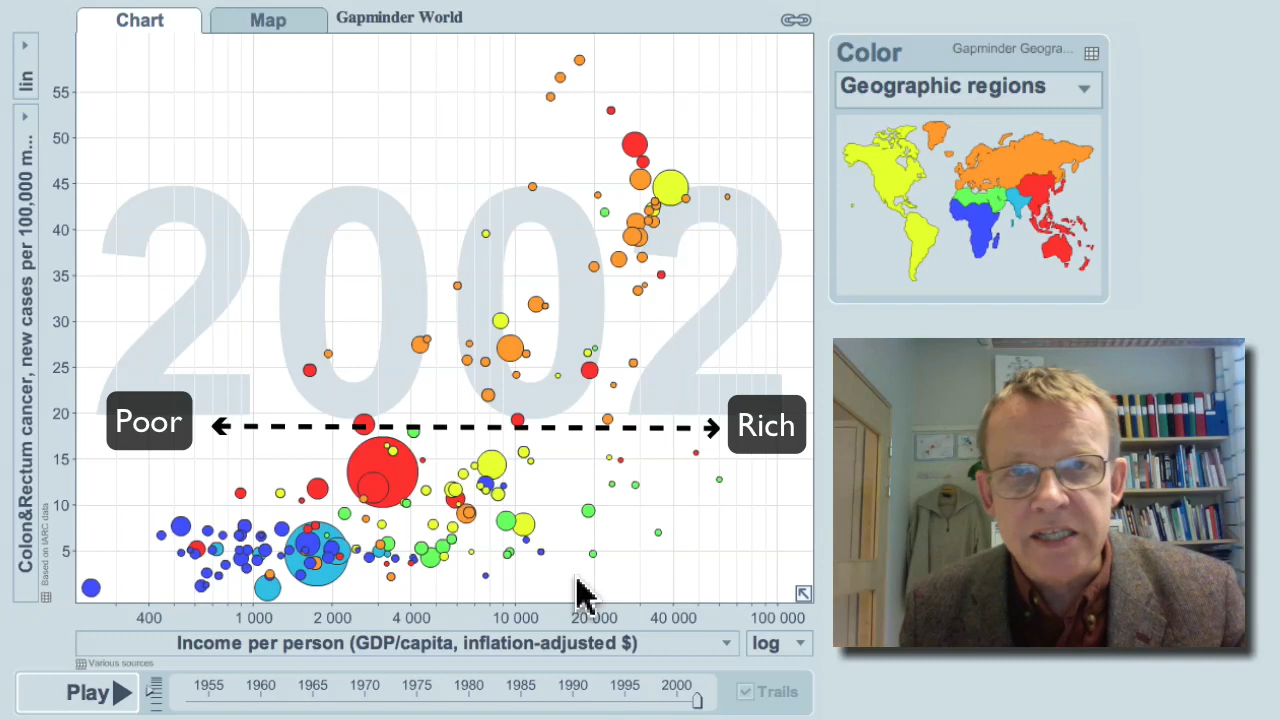 Chart
Map
Gapminder World
Color
Gapminder Geogra...
Geographic regions
lin
Colon&Rectum cancer, new cases per 100,000 m...
Based on IARC data
2002
55
50
45
40
35
30
25
20
15
10
5
Poor
Rich
400
1 000
2 000
4 000
10 000
20 000
40 000
100 000
Income per person (GDP/capita, inflation-adjusted $)
log
Various sources
Play
1955
1960
1965
1970
1975
1980
1985
1990
1995
2000
Trails